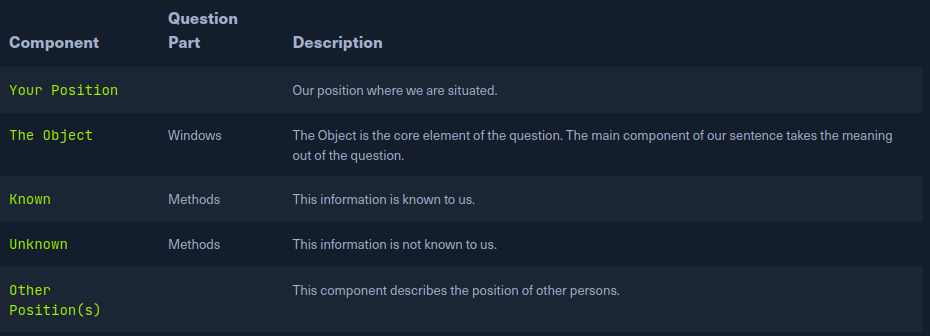 Component
Question
Part
Description
Your Position
Our position where we are situated.
The Object
Windows
The Object is the core element of the question. The main component of our sentence takes the meaning
out of the question.
Known
Methods
This information is known to us.
Unknown
Methods
This information is not known to us.
Other
Position(s)
This component describes the position of other persons.